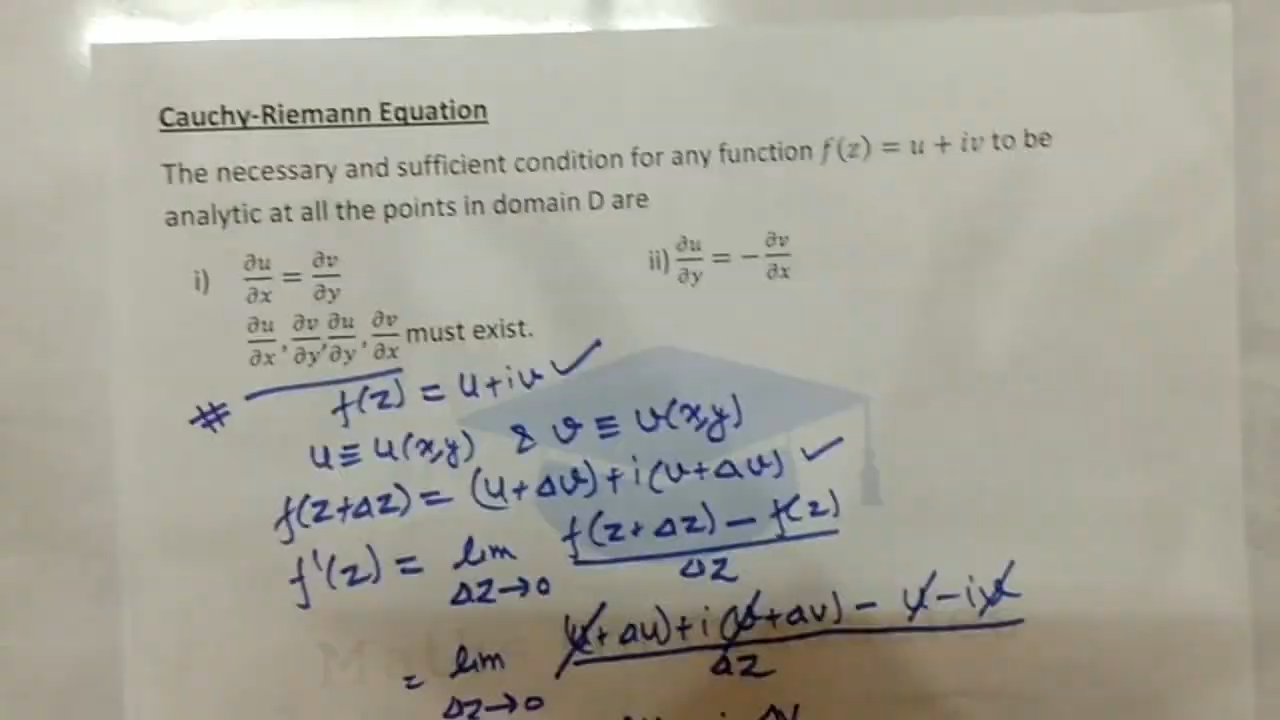 Cauchy-Riemann Equation
The necessary and sufficient condition for any function f(z) = u + iv to be
analytic at all the points in domain D are
i) ∂u/∂x = ∂v/∂y ii) ∂u/∂y = −∂v/∂x
∂u/∂x, ∂v/∂y, ∂u/∂y, ∂v/∂x must exist.
# f(z) = u+iv ✓
u ≡ u(x,y) & v ≡ v(x,y)
f(z+Δz) = (u+Δu)+i(v+Δv) ✓
f'(z) = lim Δz→0 (f(z+Δz) − f(z))/Δz
= lim Δz→0 ((u+Δu)+i(v+Δv) − u − iv)/Δz